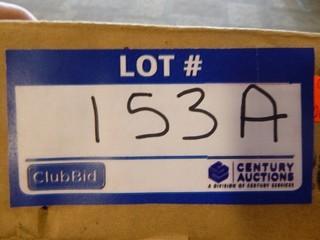 LOT #
153A
ClubBid
CENTURY
AUCTIONS
A DIVISION OF CENTURY SERVICES